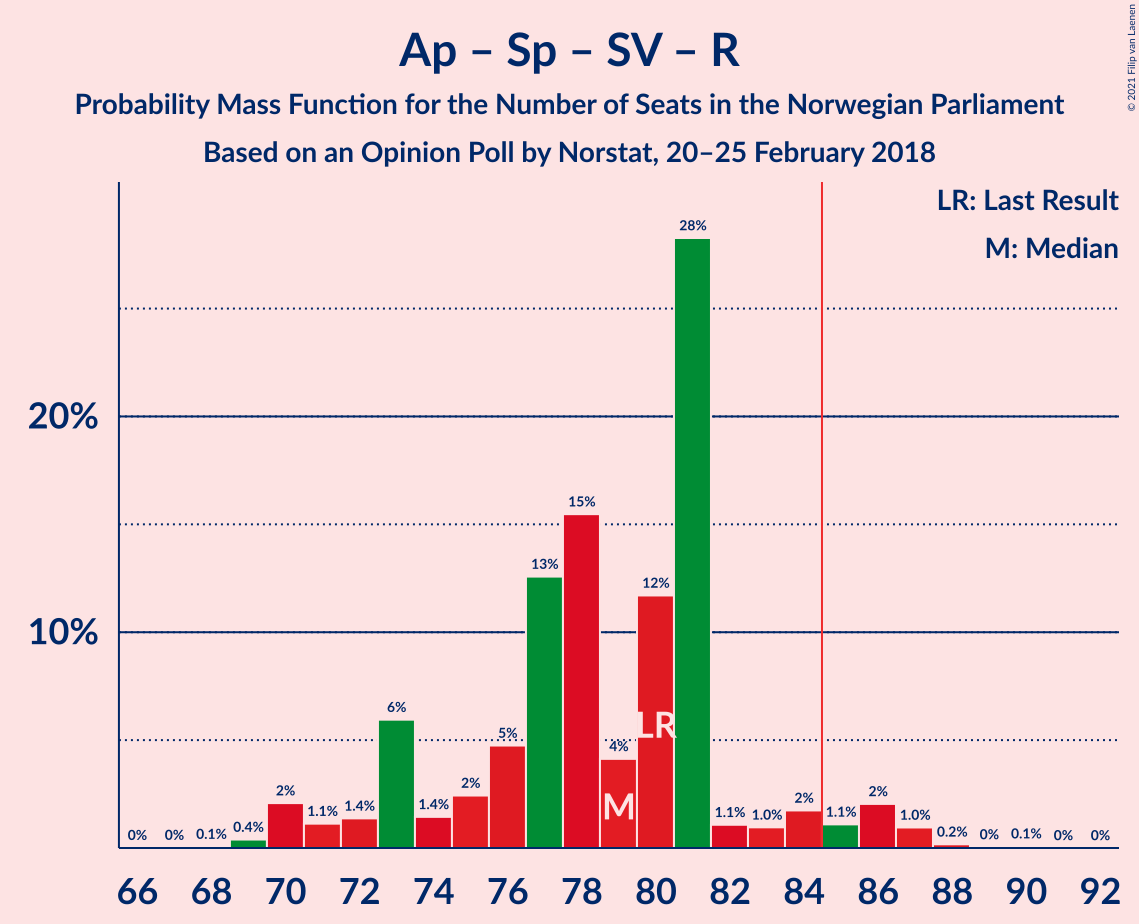 Ap – Sp – SV – R
Probability Mass Function for the Number of Seats in the Norwegian Parliament
Based on an Opinion Poll by Norstat, 20–25 February 2018
© 2021 Filip van Laenen
LR: Last Result
M: Median
20%
10%
0% 0% 0.1% 0.4% 2% 1.1% 1.4% 6% 1.4% 2% 5% 13% 15% 4% 12% 28% 1.1% 1.0% 2% 1.1% 2% 1.0% 0.2% 0% 0.1% 0% 0%
LR
M
66 68 70 72 74 76 78 80 82 84 86 88 90 92